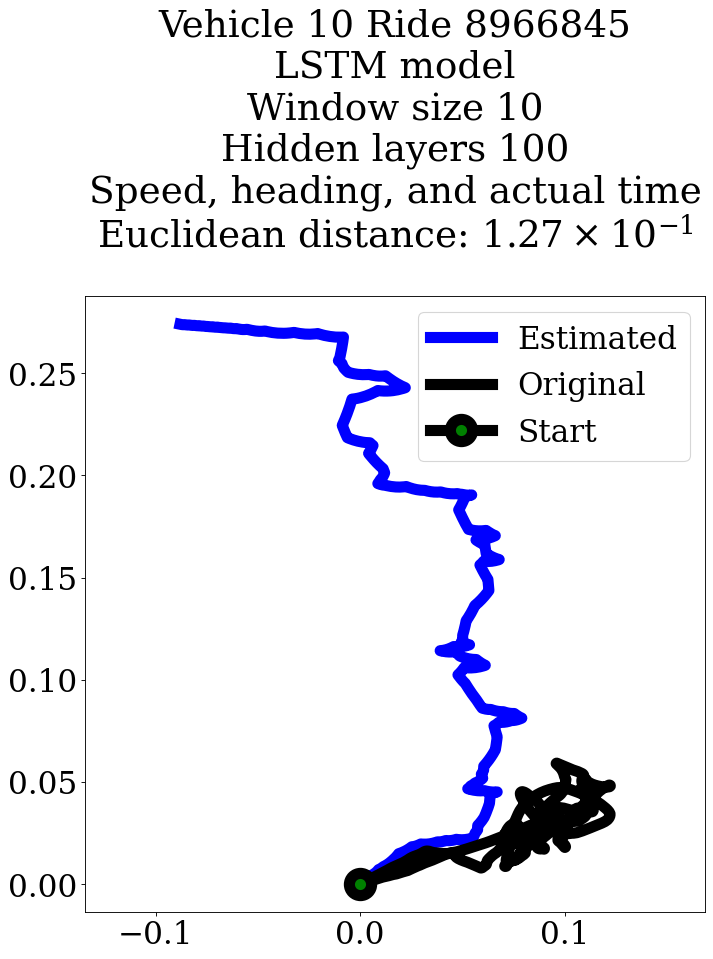 Vehicle 10 Ride 8966845
LSTM model
Window size 10
Hidden layers 100
Speed, heading, and actual time
Euclidean distance: 1.27 × 10⁻¹
Estimated
Original
Start
0.25
0.20
0.15
0.10
0.05
0.00
−0.1
0.0
0.1